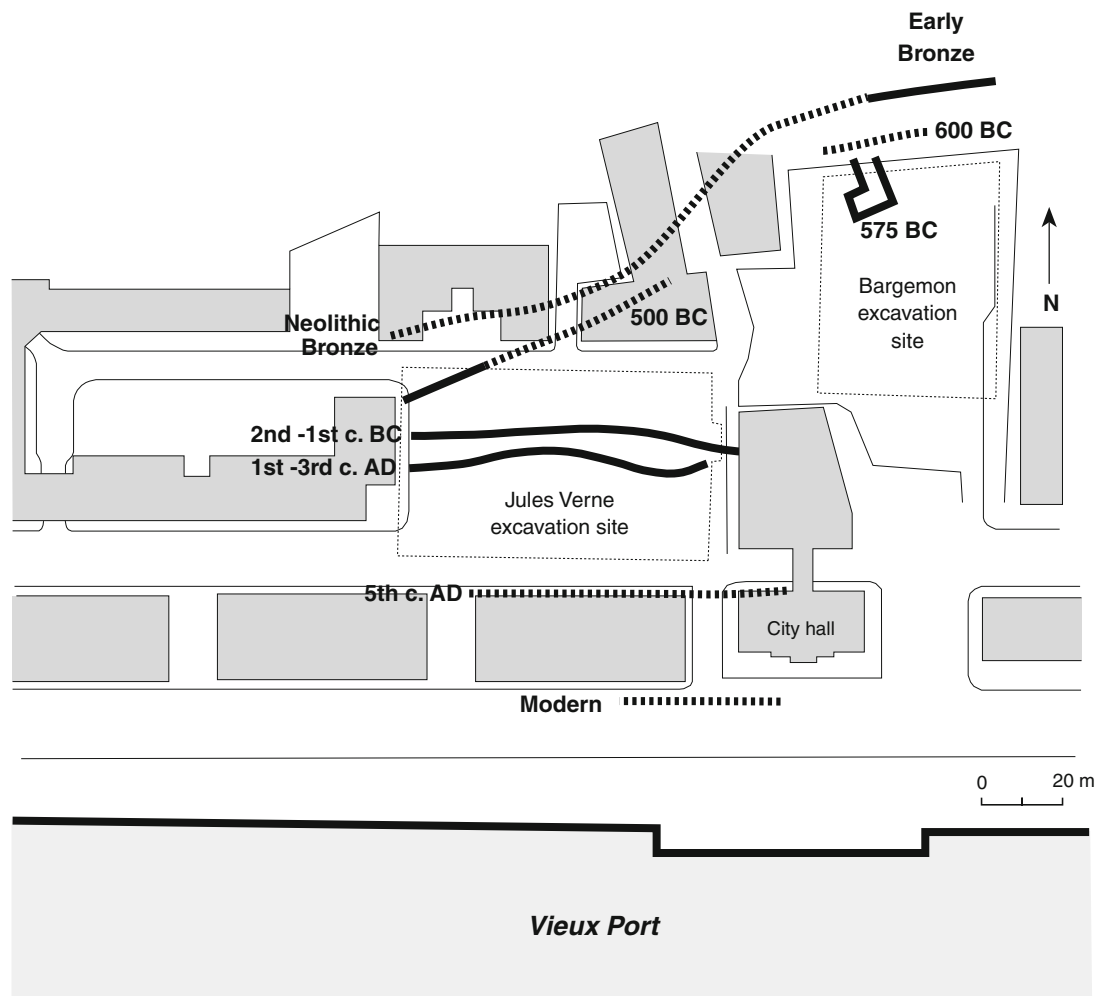 Early
Bronze
600 BC
575 BC
Bargemon
excavation
site
N
500 BC
Neolithic
Bronze
2nd -1st c. BC
1st -3rd c. AD
Jules Verne
excavation site
5th c. AD
City hall
Modern
0 20 m
Vieux Port